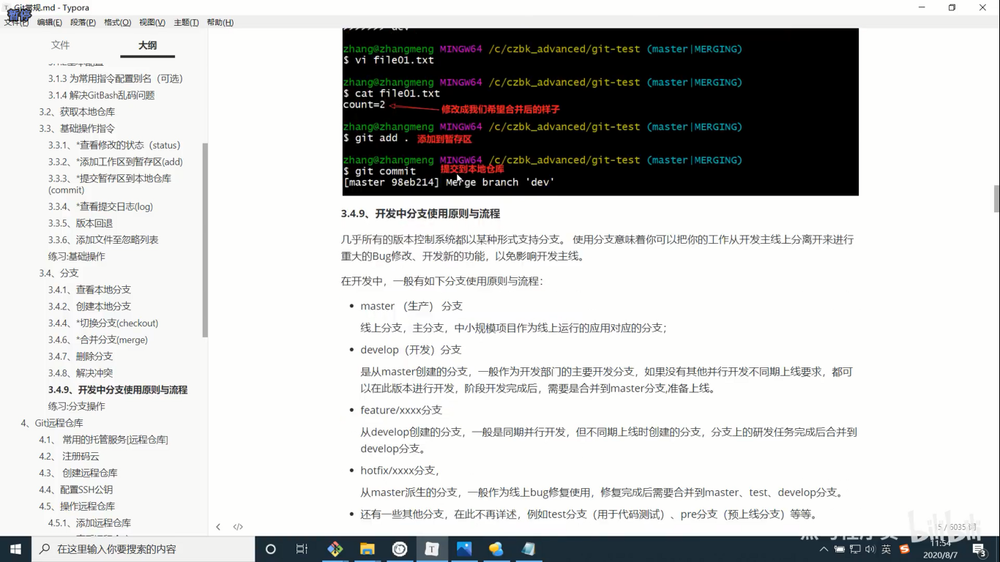 Git常规.md - Typora
暂停
文件(F) 编辑(E) 段落(P) 格式(O) 视图(V) 主题(T) 帮助(H)
文件 大纲
3.1.3 为常用指令配置别名（可选）
3.1.4 解决GitBash乱码问题
3.2、获取本地仓库
3.3、基础操作指令
3.3.1、*查看修改的状态（status）
3.3.2、*添加工作区到暂存区(add)
3.3.3、*提交暂存区到本地仓库
(commit)
3.3.4、*查看提交日志(log)
3.3.5、版本回退
3.3.6、添加文件至忽略列表
练习:基础操作
3.4、分支
3.4.1、查看本地分支
3.4.2、创建本地分支
3.4.4、*切换分支(checkout)
3.4.6、*合并分支(merge)
3.4.7、删除分支
3.4.8、解决冲突
3.4.9、开发中分支使用原则与流程
练习:分支操作
4、Git远程仓库
4.1、 常用的托管服务[远程仓库]
4.2、 注册码云
4.3、 创建远程仓库
4.4、配置SSH公钥
4.5、操作远程仓库
4.5.1、添加远程仓库
zhang@zhangmeng MINGW64 /c/czbk_advanced/git-test (master|MERGING)
$ vi file01.txt
zhang@zhangmeng MINGW64 /c/czbk_advanced/git-test (master|MERGING)
$ cat file01.txt
count=2 修改成我们希望合并后的样子
zhang@zhangmeng MINGW64 /c/czbk_advanced/git-test (master|MERGING)
$ git add . 添加到暂存区
zhang@zhangmeng MINGW64 /c/czbk_advanced/git-test (master|MERGING)
$ git commit 提交到本地仓库
[master 98eb214] Merge branch 'dev'
3.4.9、开发中分支使用原则与流程
几乎所有的版本控制系统都以某种形式支持分支。 使用分支意味着你可以把你的工作从开发主线上分离开来进行
重大的Bug修改、开发新的功能，以免影响开发主线。
在开发中，一般有如下分支使用原则与流程：
• master （生产） 分支
线上分支，主分支，中小规模项目作为线上运行的应用对应的分支；
• develop（开发）分支
是从master创建的分支，一般作为开发部门的主要开发分支，如果没有其他并行开发不同期上线要求，都可
以在此版本进行开发，阶段开发完成后，需要是合并到master分支,准备上线。
• feature/xxxx分支
从develop创建的分支，一般是同期并行开发，但不同期上线时创建的分支，分支上的研发任务完成后合并到
develop分支。
• hotfix/xxxx分支，
从master派生的分支，一般作为线上bug修复使用，修复完成后需要合并到master、test、develop分支。
• 还有一些其他分支，在此不再详述，例如test分支（用于代码测试）、pre分支（预上线分支）等等。
5 / 6035 词
bilibili
在这里输入你要搜索的内容
英
11:54
2020/8/7
3